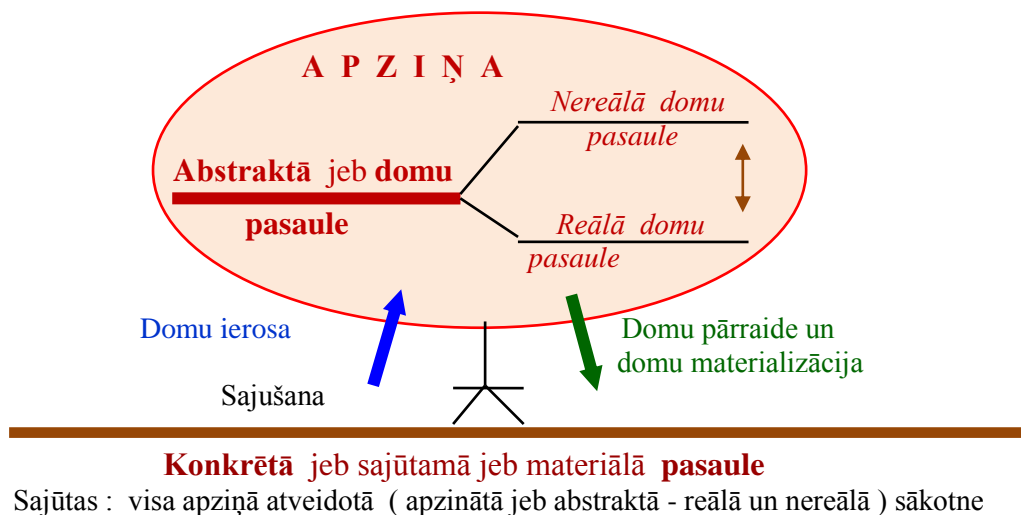 A P Z I Ņ A
Nereālā domu
pasaule
Abstraktā jeb domu
pasaule
Reālā domu
pasaule
Domu ierosa
Domu pārraide un
domu materializācija
Sajušana
Konkrētā jeb sajūtamā jeb materiālā pasaule
Sajūtas : visa apziņā atveidotā ( apzinātā jeb abstraktā - reālā un nereālā ) sākotne